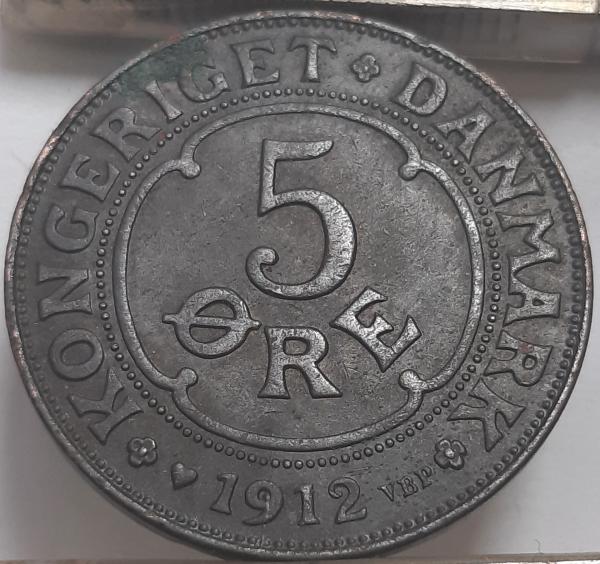 KONGERIGET DANMARK
5
ØRE
1912 VBP